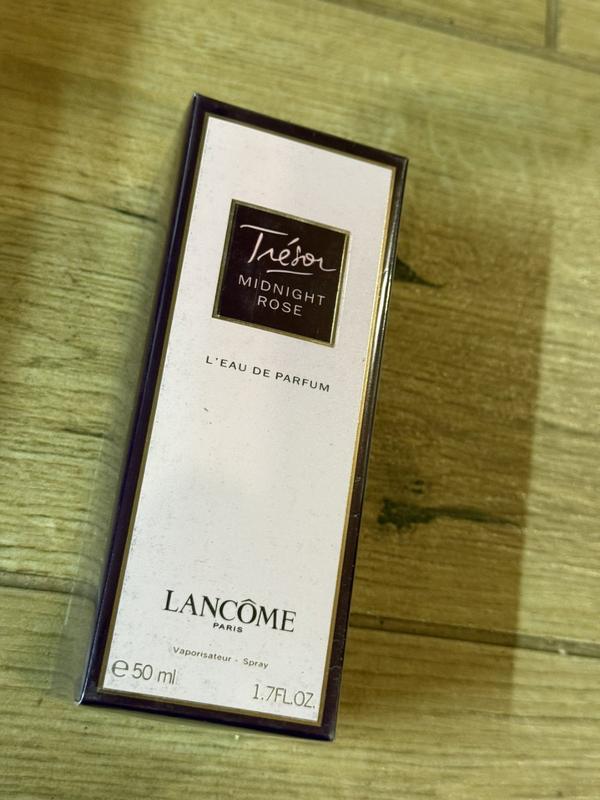 Trésor
MIDNIGHT
ROSE
L'EAU DE PARFUM
LANCÔME
PARIS
Vaporisateur - Spray
e 50 ml 1.7FL.OZ.